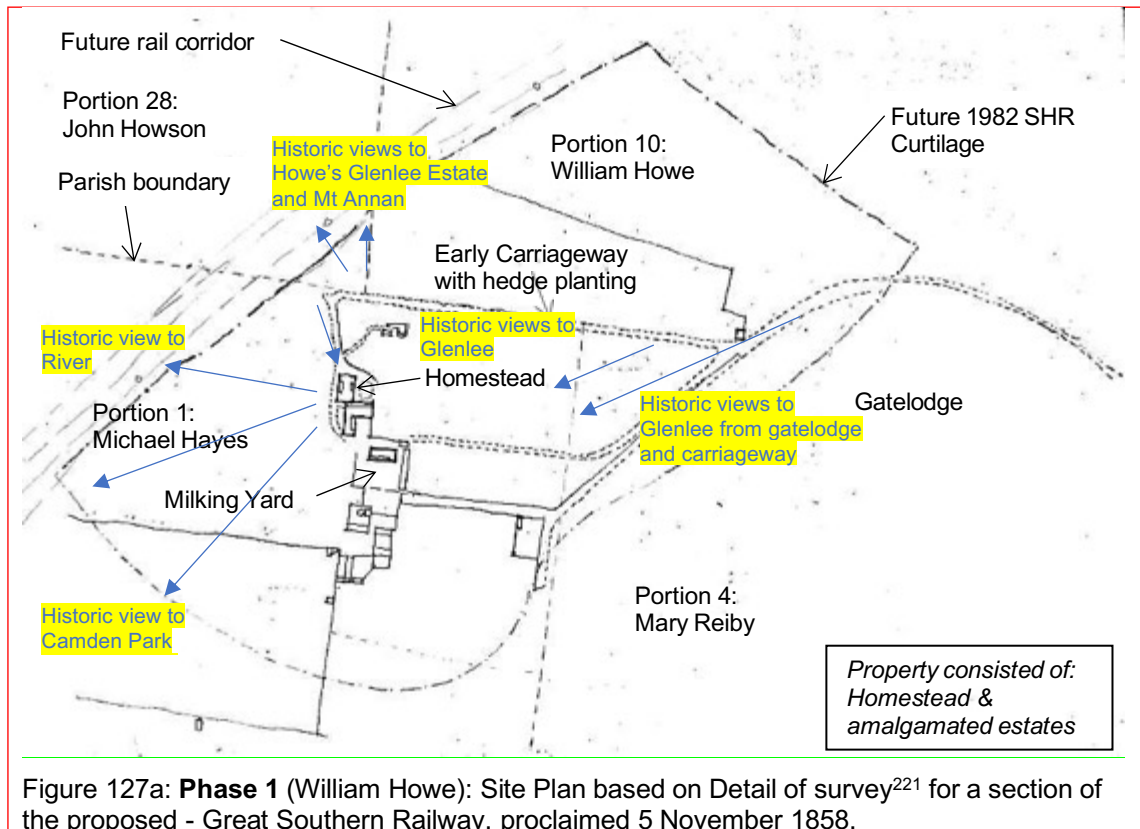 Future rail corridor
Portion 28:
John Howson
Parish boundary
Historic views to
Howe's Glenlee Estate
and Mt Annan
Portion 10:
William Howe
Future 1982 SHR
Curtilage
Early Carriageway
with hedge planting
Historic views to
Glenlee
Homestead
Historic view to
River
Portion 1:
Michael Hayes
Milking Yard
Gatelodge
Historic views to
Glenlee from gatelodge
and carriageway
Historic view to
Camden Park
Portion 4:
Mary Reiby
Property consisted of:
Homestead &
amalgamated estates
Figure 127a: Phase 1 (William Howe): Site Plan based on Detail of survey221 for a section of
the proposed - Great Southern Railway, proclaimed 5 November 1858.